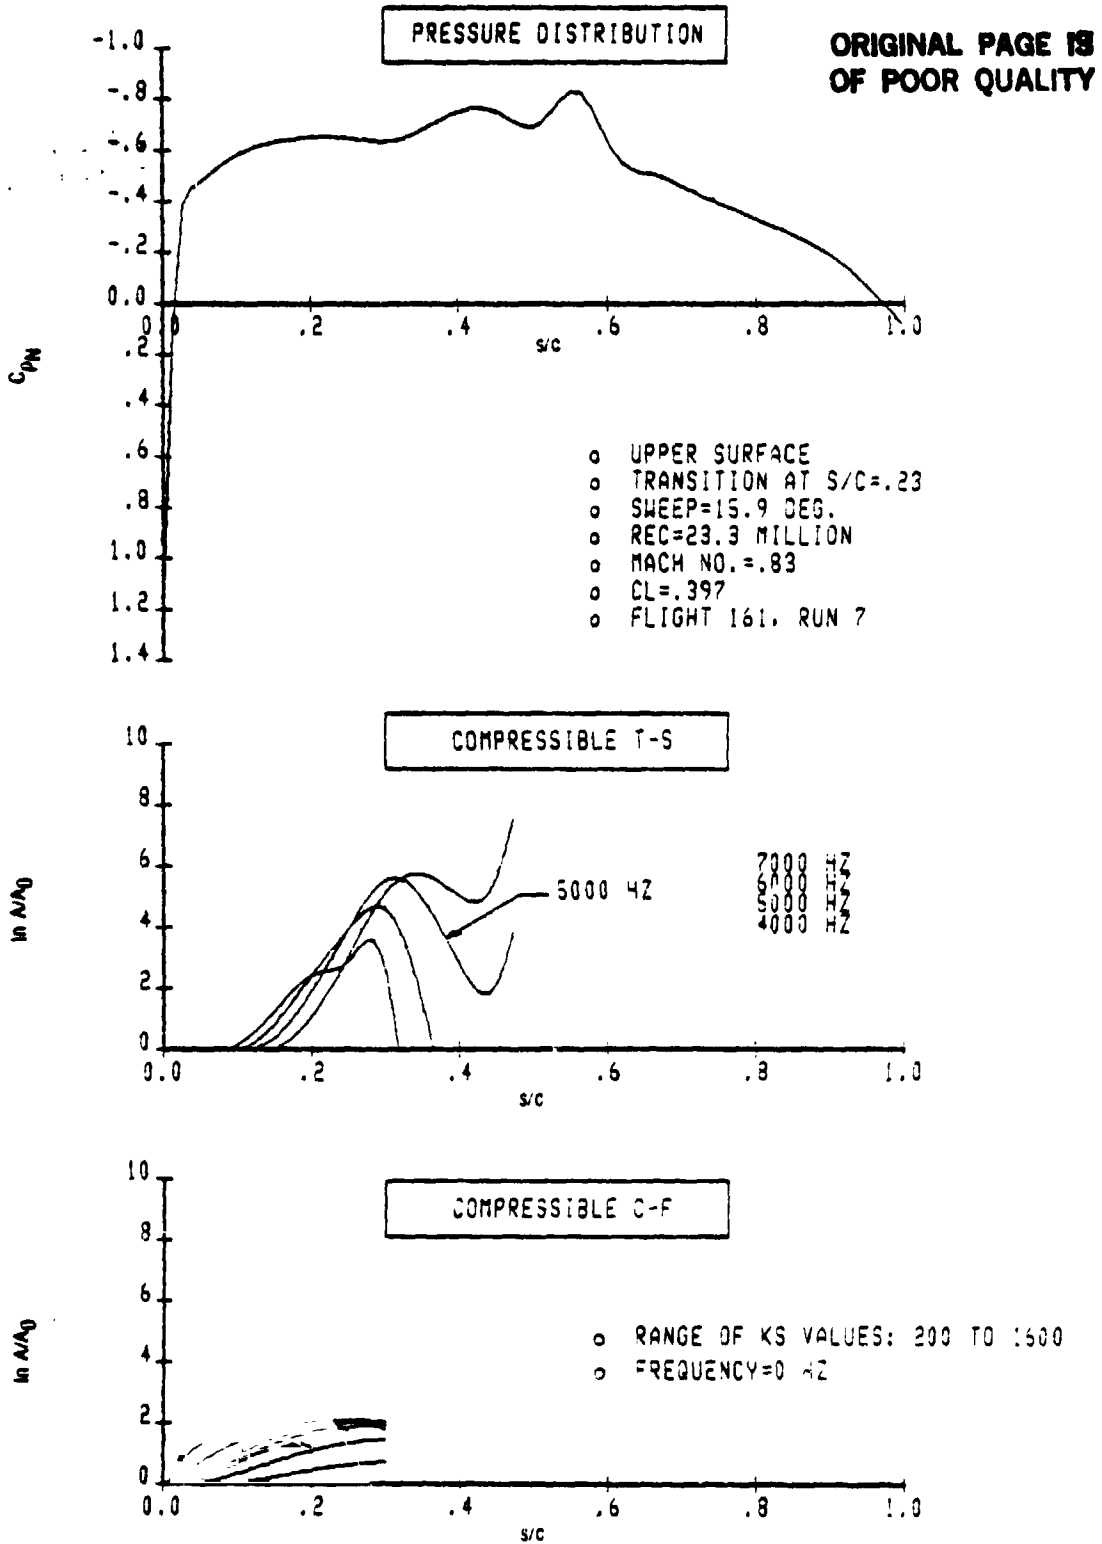 PRESSURE DISTRIBUTION
ORIGINAL PAGE IS
OF POOR QUALITY
-1.0
-.8
-.6
-.4
-.2
0.0
0.0 .2 .4 .6 .8 1.0
S/C
.2
.4
.6
.8
1.0
1.2
1.4
CPN
o UPPER SURFACE
o TRANSITION AT S/C=.23
o SWEEP=15.9 DEG.
o REC=23.3 MILLION
o MACH NO.=.83
o CL=.397
o FLIGHT 161, RUN 7
COMPRESSIBLE T-S
10
8
6
4
2
0
ln A/A0
5000 HZ
7000 HZ
6000 HZ
5000 HZ
4000 HZ
0.0 .2 .4 .6 .8 1.0
S/C
COMPRESSIBLE C-F
10
8
6
4
2
0
ln A/A0
o RANGE OF KS VALUES: 200 TO 1600
o FREQUENCY=0 HZ
0.0 .2 .4 .6 .8 1.0
S/C